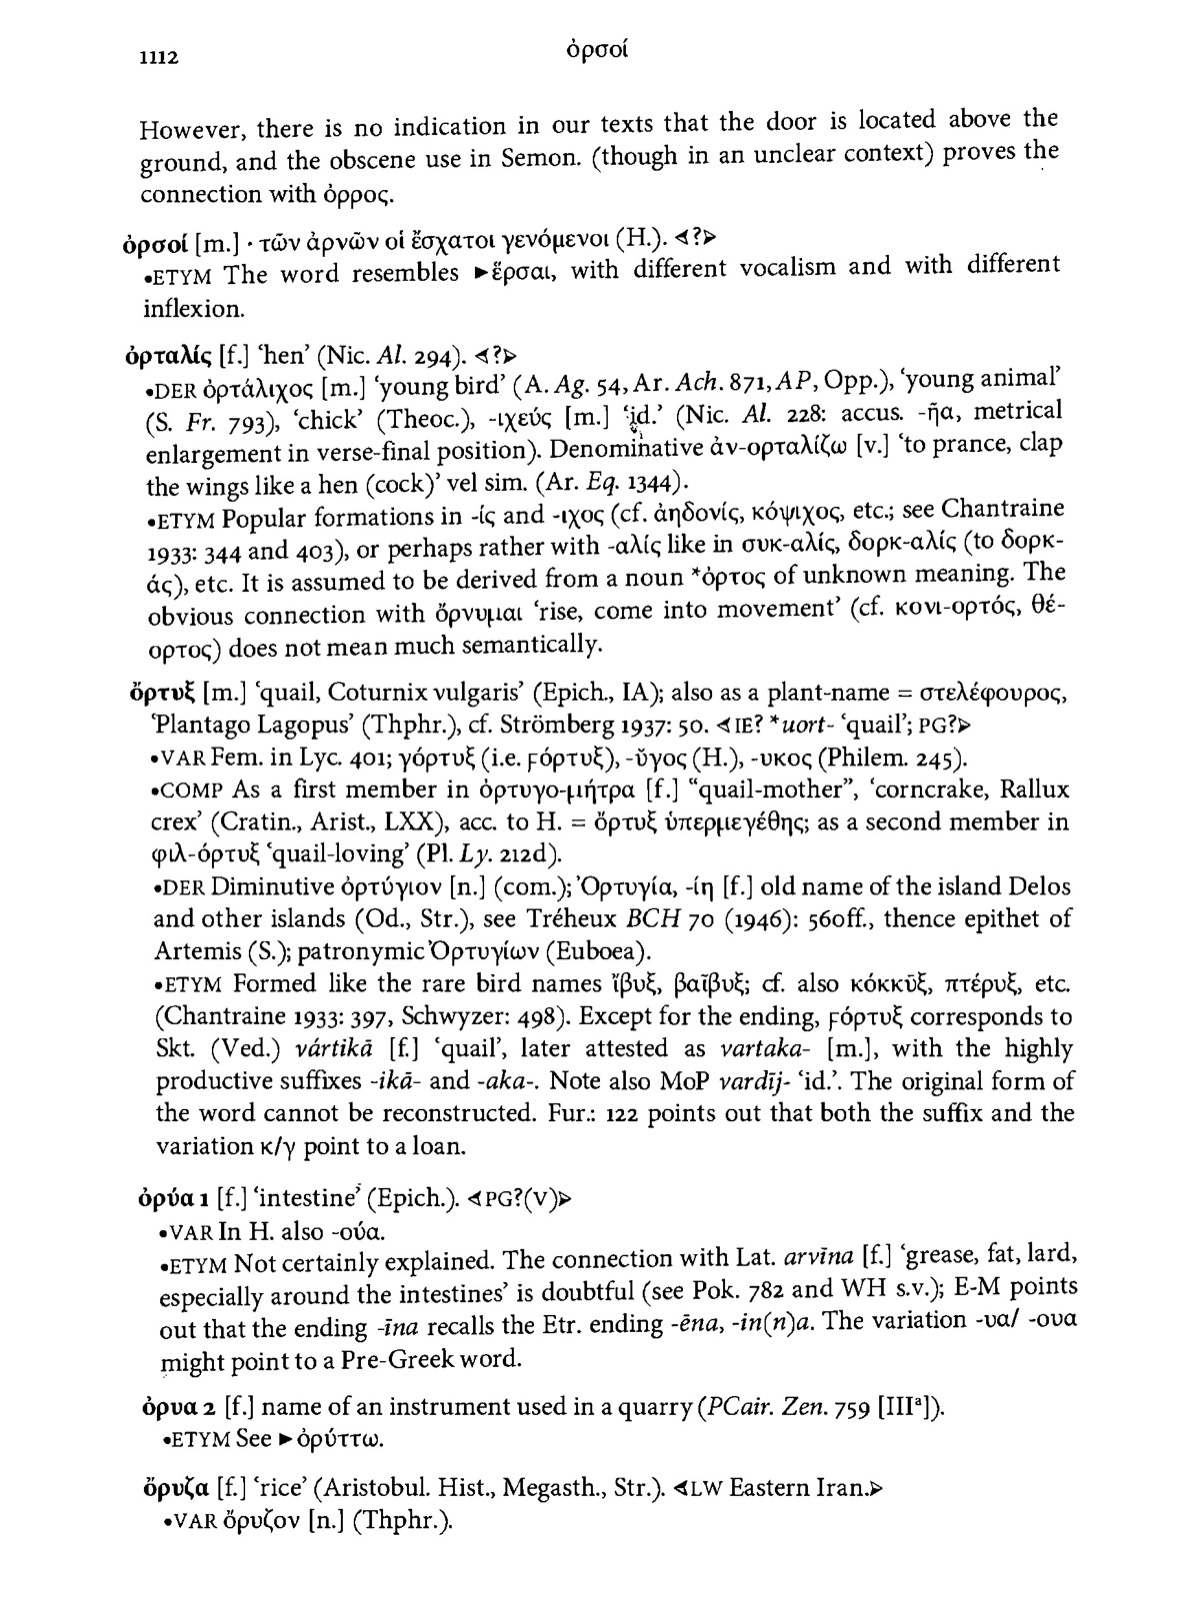 1112
ὀρσοί
However, there is no indication in our texts that the door is located above the
ground, and the obscene use in Semon. (though in an unclear context) proves the
connection with ὄρρος.
ὀρσοί [m.] · τῶν ἀρνῶν οἱ ἔσχατοι γενόμενοι (H.). ⋖?⋗
•ETYM The word resembles ►ἔρσαι, with different vocalism and with different
inflexion.
ὀρταλίς [f.] ‘hen’ (Nic. Al. 294). ⋖?⋗
•DER ὀρτάλιχος [m.] ‘young bird’ (A. Ag. 54, Ar. Ach. 871, AP, Opp.), ‘young animal’
(S. Fr. 793), ‘chick’ (Theoc.), -ιχεύς [m.] ‘id.’ (Nic. Al. 228: accus. -ῆα, metrical
enlargement in verse-final position). Denominative ἀν-ορταλίζω [v.] ‘to prance, clap
the wings like a hen (cock)’ vel sim. (Ar. Eq. 1344).
•ETYM Popular formations in -ίς and -ιχος (cf. ἀηδονίς, κόψιχος, etc.; see Chantraine
1933: 344 and 403), or perhaps rather with -αλίς like in συκ-αλίς, δορκ-αλίς (to δορκ-
άς), etc. It is assumed to be derived from a noun *ὄρτος of unknown meaning. The
obvious connection with ὄρνυμαι ‘rise, come into movement’ (cf. κονι-ορτός, θέ-
ορτος) does not mean much semantically.
ὄρτυξ [m.] ‘quail, Coturnix vulgaris’ (Epich., IA); also as a plant-name = στελέφουρος,
‘Plantago Lagopus’ (Thphr.), cf. Strömberg 1937: 50. ⋖IE? *uort- ‘quail’; PG?⋗
•VAR Fem. in Lyc. 401; γόρτυξ (i.e. ϝόρτυξ), -ῠγος (H.), -υκος (Philem. 245).
•COMP As a first member in ὀρτυγο-μήτρα [f.] “quail-mother”, ‘corncrake, Rallux
crex’ (Cratin., Arist., LXX), acc. to H. = ὄρτυξ ὑπερμεγέθης; as a second member in
φιλ-όρτυξ ‘quail-loving’ (Pl. Ly. 212d).
•DER Diminutive ὀρτύγιον [n.] (com.); Ὀρτυγία, -ίη [f.] old name of the island Delos
and other islands (Od., Str.), see Tréheux BCH 70 (1946): 560ff., thence epithet of
Artemis (S.); patronymic Ὀρτυγίων (Euboea).
•ETYM Formed like the rare bird names ἴβυξ, βαῖβυξ; cf. also κόκκῡξ, πτέρυξ, etc.
(Chantraine 1933: 397, Schwyzer: 498). Except for the ending, ϝόρτυξ corresponds to
Skt. (Ved.) vártikā [f.] ‘quail’, later attested as vartaka- [m.], with the highly
productive suffixes -ikā- and -aka-. Note also MoP vardīj- ‘id.’. The original form of
the word cannot be reconstructed. Fur.: 122 points out that both the suffix and the
variation κ/γ point to a loan.
ὀρύα 1 [f.] ‘intestine’ (Epich.). ⋖PG?(V)⋗
•VAR In H. also -ούα.
•ETYM Not certainly explained. The connection with Lat. arvīna [f.] ‘grease, fat, lard,
especially around the intestines’ is doubtful (see Pok. 782 and WH s.v.); E-M points
out that the ending -īna recalls the Etr. ending -ēna, -in(n)a. The variation -υα/ -ουα
might point to a Pre-Greek word.
ὀρυα 2 [f.] name of an instrument used in a quarry (PCair. Zen. 759 [IIIᵃ]).
•ETYM See ►ὀρύττω.
ὄρυζα [f.] ‘rice’ (Aristobul. Hist., Megasth., Str.). ⋖LW Eastern Iran.⋗
•VAR ὄρυζον [n.] (Thphr.).